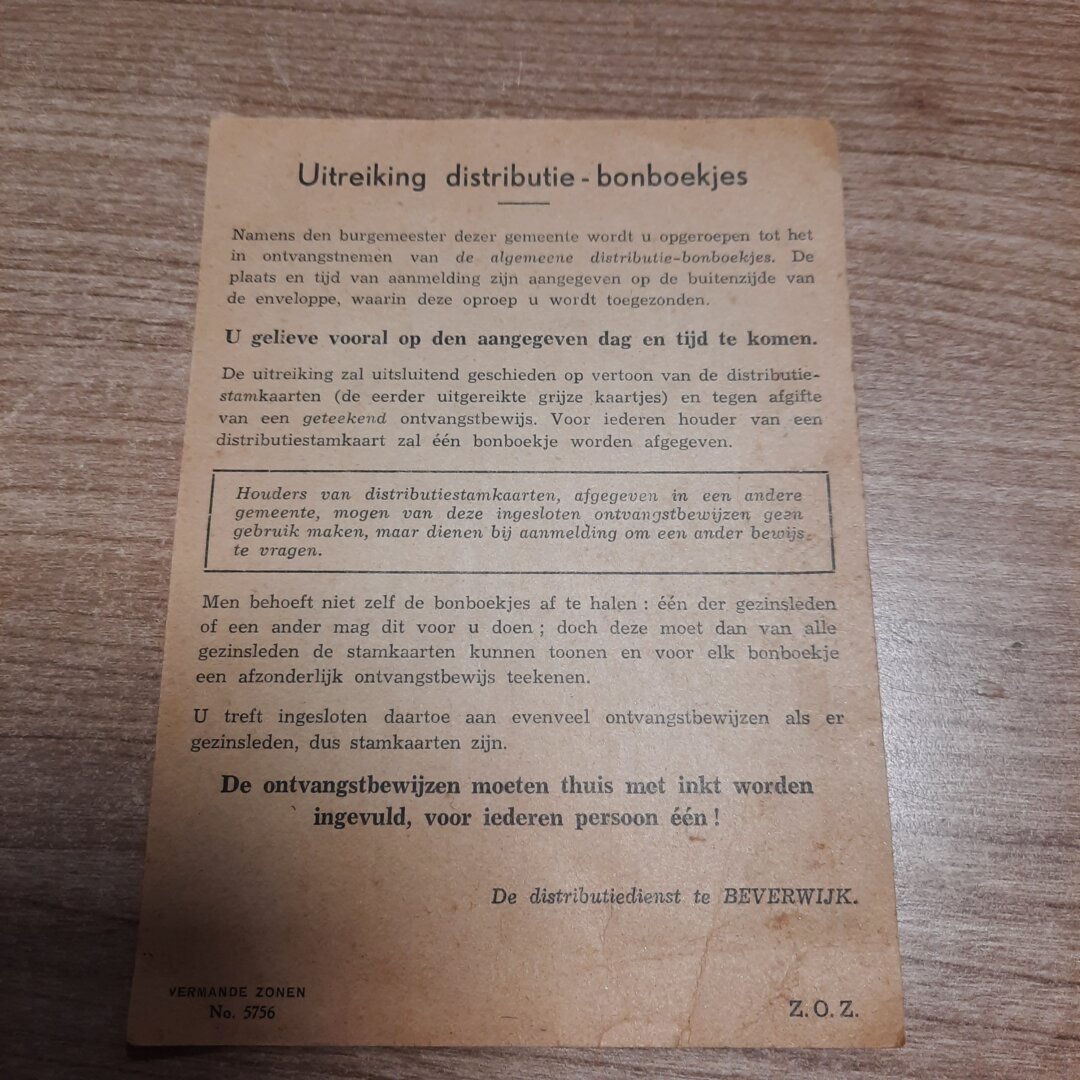 Uitreiking distributie - bonboekjes
Namens den burgemeester dezer gemeente wordt u opgeroepen tot het
in ontvangstnemen van de algemeene distributie-bonboekjes. De
plaats en tijd van aanmelding zijn aangegeven op de buitenzijde van
de enveloppe, waarin deze oproep u wordt toegezonden.
U gelieve vooral op den aangegeven dag en tijd te komen.
De uitreiking zal uitsluitend geschieden op vertoon van de distributie-
stamkaarten (de eerder uitgereikte grijze kaartjes) en tegen afgifte
van een geteekend ontvangstbewijs. Voor iederen houder van een
distributiestamkaart zal één bonboekje worden afgegeven.
Houders van distributiestamkaarten, afgegeven in een andere
gemeente, mogen van deze ingesloten ontvangstbewijzen geen
gebruik maken, maar dienen bij aanmelding om een ander bewijs
te vragen.
Men behoeft niet zelf de bonboekjes af te halen : één der gezinsleden
of een ander mag dit voor u doen ; doch deze moet dan van alle
gezinsleden de stamkaarten kunnen toonen en voor elk bonboekje
een afzonderlijk ontvangstbewijs teekenen.
U treft ingesloten daartoe aan evenveel ontvangstbewijzen als er
gezinsleden, dus stamkaarten zijn.
De ontvangstbewijzen moeten thuis met inkt worden
ingevuld, voor iederen persoon één !
De distributiedienst te BEVERWIJK.
VERMANDE ZONEN
No. 5756
Z. O. Z.